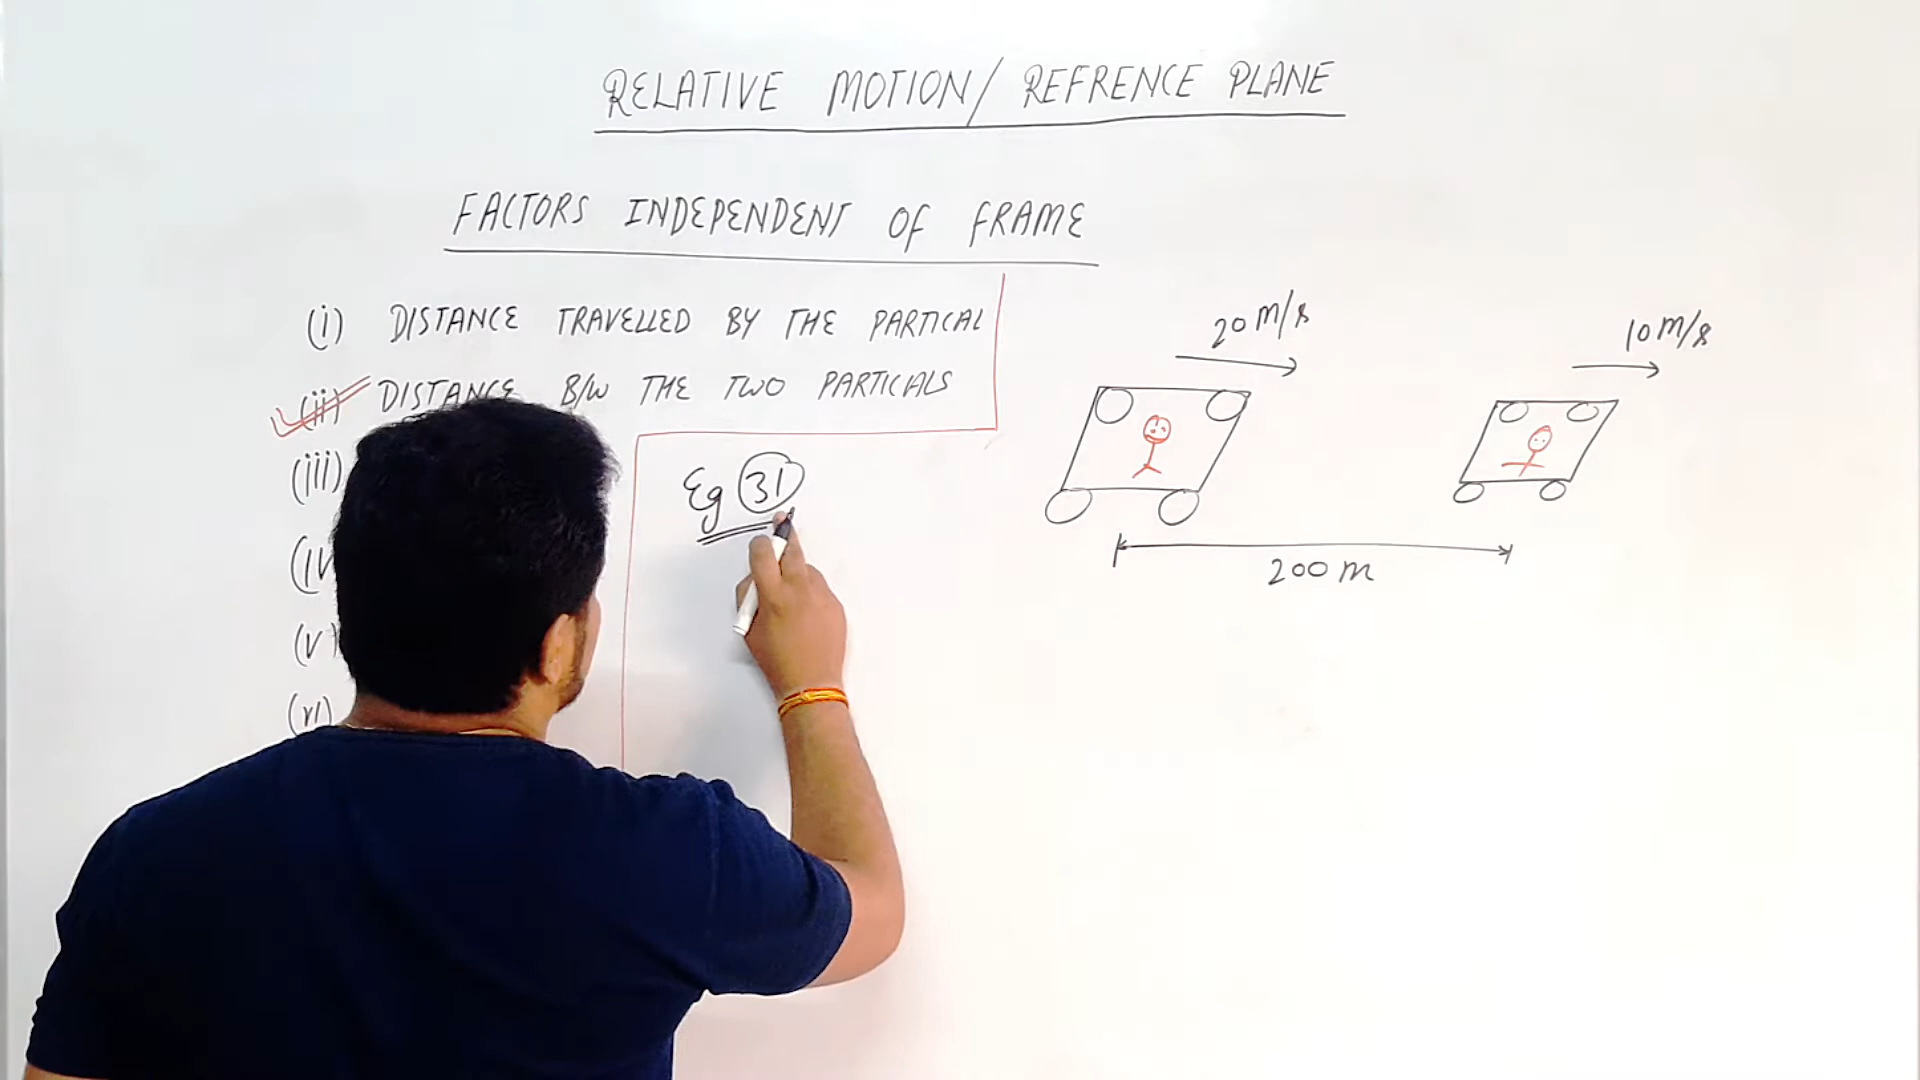 RELATIVE MOTION/ REFRENCE PLANE
FACTORS INDEPENDENT OF FRAME
(i) DISTANCE TRAVELLED BY THE PARTICAL
(ii) DISTANCE B/W THE TWO PARTICALS
(iii)
(iv
(v)
(vi)
Eg 31
20 m/s
10 m/s
200 m